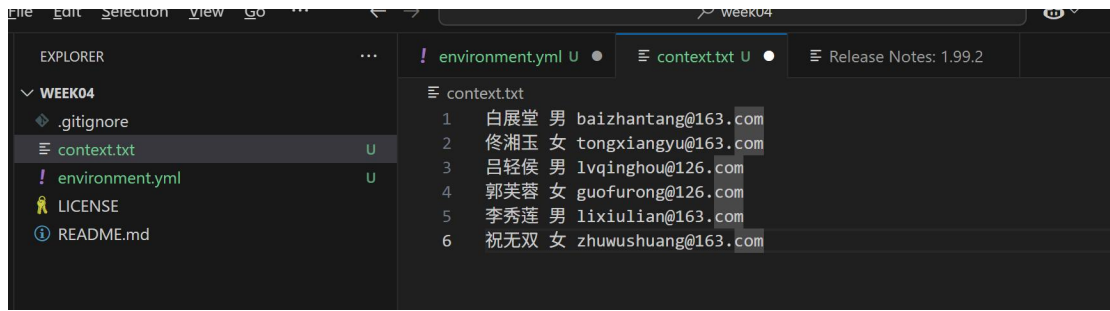 File Edit Selection View Go ··· ← → week04
EXPLORER ···
WEEK04
.gitignore
context.txt U
environment.yml U
LICENSE
README.md
! environment.yml U ●
context.txt U ●
Release Notes: 1.99.2
context.txt
1 白展堂 男 baizhantang@163.com
2 佟湘玉 女 tongxiangyu@163.com
3 吕轻侯 男 lvqinghou@126.com
4 郭芙蓉 女 guofurong@126.com
5 李秀莲 男 lixiulian@163.com
6 祝无双 女 zhuwushuang@163.com